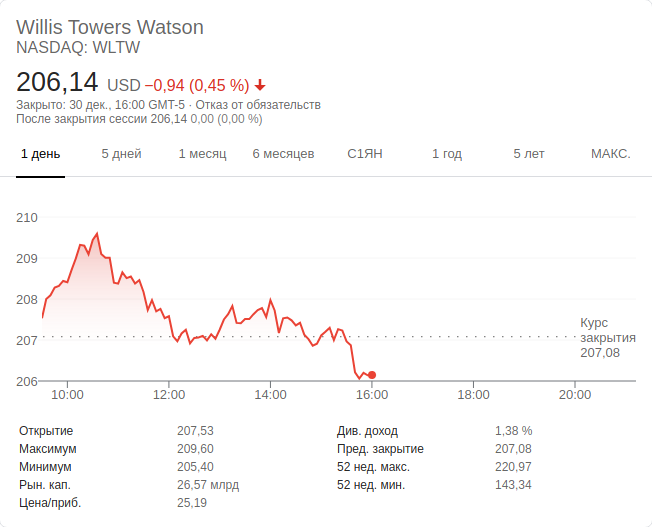 Willis Towers Watson
NASDAQ: WLTW
206,14 USD −0,94 (0,45 %)
Закрыто: 30 дек., 16:00 GMT-5 · Отказ от обязательств
После закрытия сессии 206,14 0,00 (0,00 %)
1 день 5 дней 1 месяц 6 месяцев С1ЯН 1 год 5 лет МАКС.
210
209
208
207
206
Курс
закрытия
207,08
10:00 12:00 14:00 16:00 18:00 20:00
Открытие 207,53 Див. доход 1,38 %
Максимум 209,60 Пред. закрытие 207,08
Минимум 205,40 52 нед. макс. 220,97
Рын. кап. 26,57 млрд 52 нед. мин. 143,34
Цена/приб. 25,19